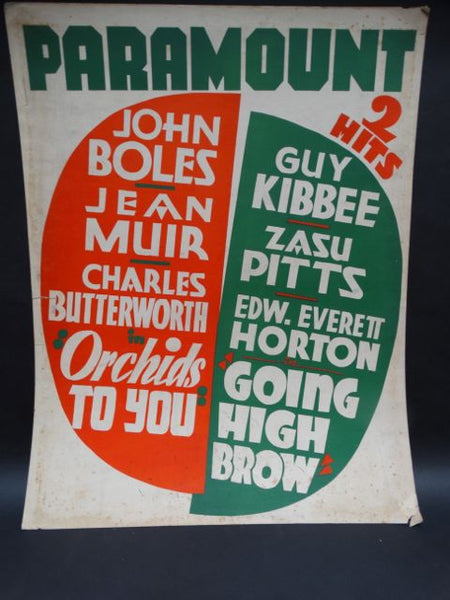 PARAMOUNT
2
HITS
JOHN
BOLES
JEAN
MUIR
CHARLES
BUTTERWORTH
in
"Orchids
TO YOU"
GUY
KIBBEE
ZASU
PITTS
EDW. EVERETT
HORTON
in
"GOING
HIGH
BROW"